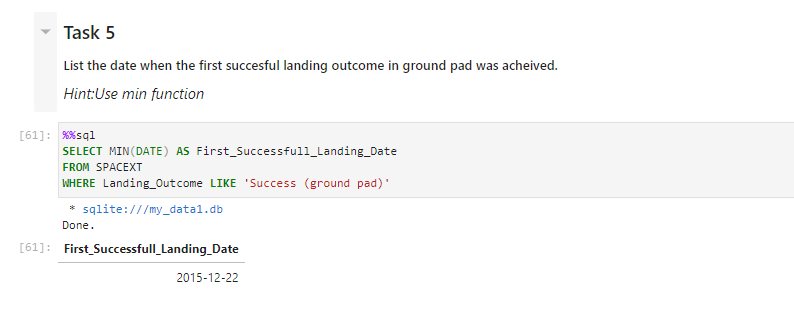 Task 5
List the date when the first succesful landing outcome in ground pad was acheived.
Hint:Use min function
[61]: %%sql
SELECT MIN(DATE) AS First_Successfull_Landing_Date
FROM SPACEXT
WHERE Landing_Outcome LIKE 'Success (ground pad)'
* sqlite:///my_data1.db
Done.
[61]: First_Successfull_Landing_Date
2015-12-22